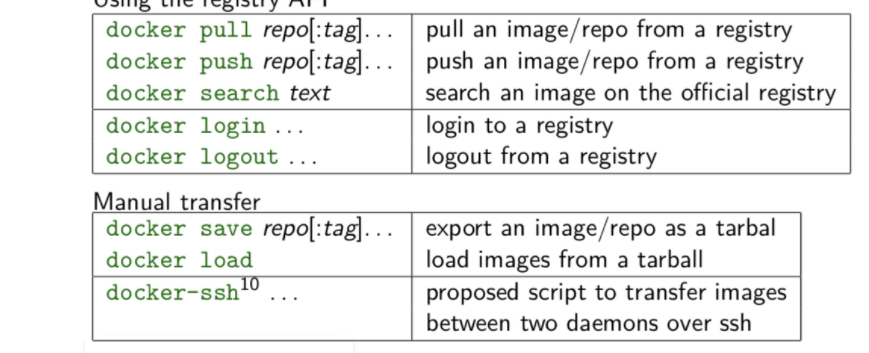 Using the registry API
docker pull repo[:tag]... pull an image/repo from a registry
docker push repo[:tag]... push an image/repo from a registry
docker search text search an image on the official registry
docker login ... login to a registry
docker logout ... logout from a registry
Manual transfer
docker save repo[:tag]... export an image/repo as a tarbal
docker load load images from a tarball
docker-ssh10 ... proposed script to transfer images
between two daemons over ssh